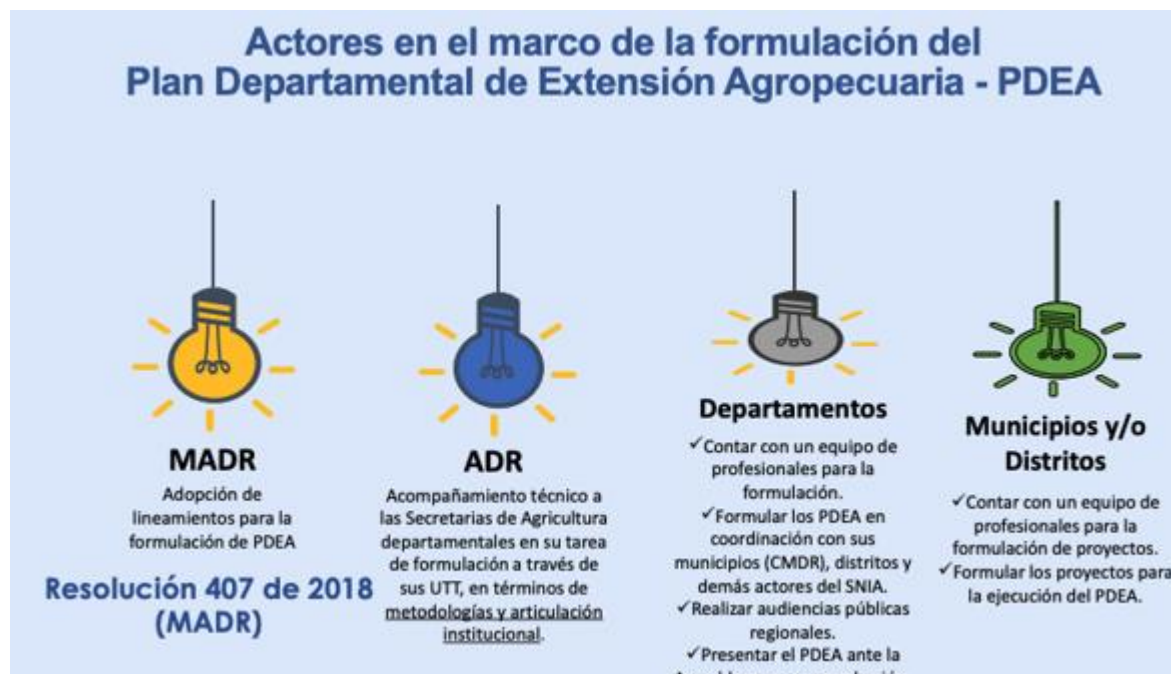 Actores en el marco de la formulación del
Plan Departamental de Extensión Agropecuaria - PDEA
MADR
Adopción de
lineamientos para la
formulación de PDEA
Resolución 407 de 2018
(MADR)
ADR
Acompañamiento técnico a
las Secretarias de Agricultura
departamentales en su tarea
de formulación a través de
sus UTT, en términos de
metodologías y articulación
institucional.
Departamentos
✓Contar con un equipo de
profesionales para la
formulación.
✓Formular los PDEA en
coordinación con sus
municipios (CMDR), distritos y
demás actores del SNIA.
✓Realizar audiencias públicas
regionales.
✓Presentar el PDEA ante la
Municipios y/o
Distritos
✓Contar con un equipo de
profesionales para la
formulación de proyectos.
✓Formular los proyectos para
la ejecución del PDEA.